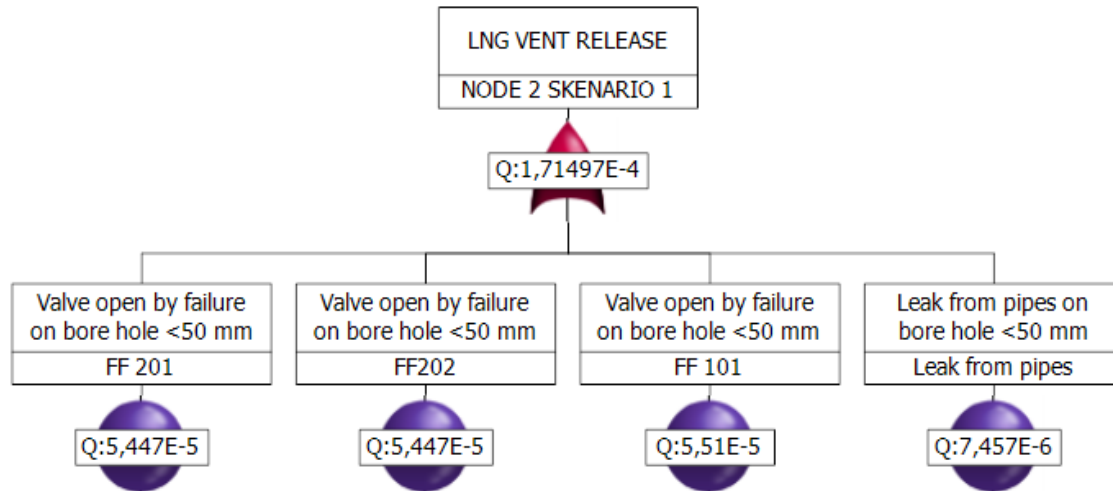 LNG VENT RELEASE
NODE 2 SKENARIO 1
Q:1,71497E-4
Valve open by failure
on bore hole <50 mm
FF 201
Q:5,447E-5
Valve open by failure
on bore hole <50 mm
FF202
Q:5,447E-5
Valve open by failure
on bore hole <50 mm
FF 101
Q:5,51E-5
Leak from pipes on
bore hole <50 mm
Leak from pipes
Q:7,457E-6